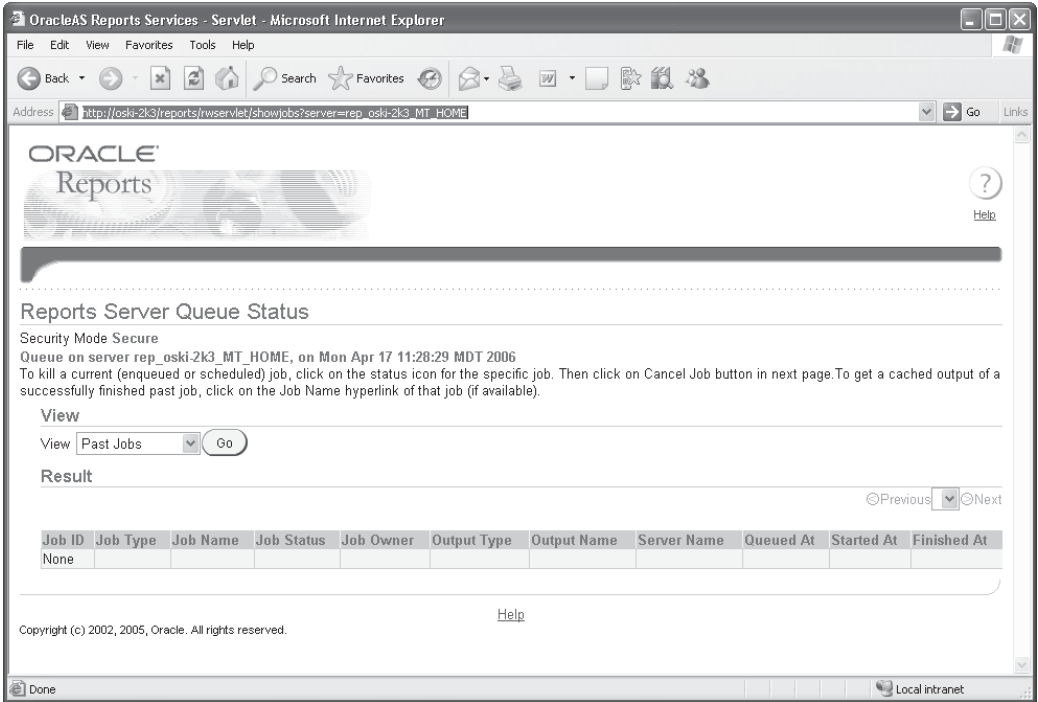 OracleAS Reports Services - Servlet - Microsoft Internet Explorer
File Edit View Favorites Tools Help
Back Search Favorites
Address http://oski-2k3/reports/rwservlet/showjobs?server=rep_oski-2k3_MT_HOME Go Links
ORACLE
Reports
?
Help
Reports Server Queue Status
Security Mode Secure
Queue on server rep_oski-2k3_MT_HOME, on Mon Apr 17 11:28:29 MDT 2006
To kill a current (enqueued or scheduled) job, click on the status icon for the specific job. Then click on Cancel Job button in next page.To get a cached output of a
successfully finished past job, click on the Job Name hyperlink of that job (if available).
View
View Past Jobs Go
Result
Previous Next
Job ID Job Type Job Name Job Status Job Owner Output Type Output Name Server Name Queued At Started At Finished At
None
Help
Copyright (c) 2002, 2005, Oracle. All rights reserved.
Done Local intranet